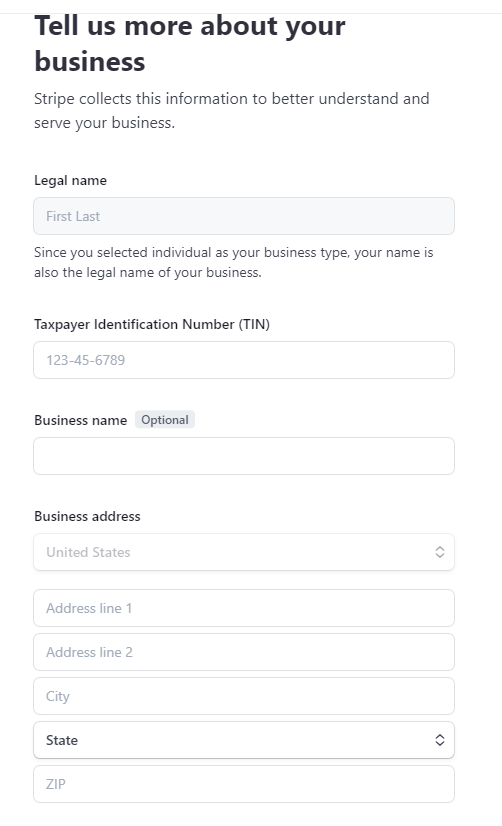 Tell us more about your
business
Stripe collects this information to better understand and
serve your business.
Legal name
First Last
Since you selected individual as your business type, your name is
also the legal name of your business.
Taxpayer Identification Number (TIN)
123-45-6789
Business name Optional
Business address
United States
Address line 1
Address line 2
City
State
ZIP